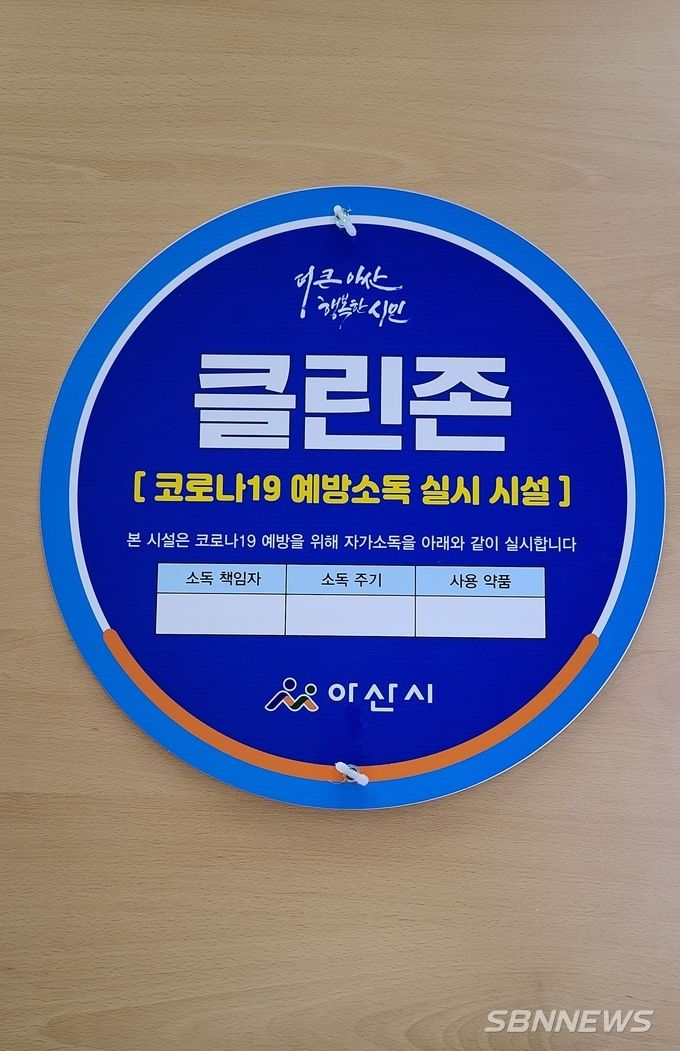 더 큰 아산
행복한 시민
클린존
[ 코로나19 예방소독 실시 시설 ]
본 시설은 코로나19 예방을 위해 자가소독을 아래와 같이 실시합니다
소독 책임자 소독 주기 사용 약품
아산시
SBNNEWS